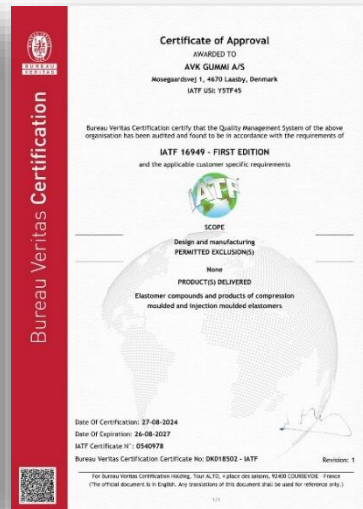 BUREAU VERITAS
Bureau Veritas Certification
Certificate of Approval
AWARDED TO
AVK GUMMI A/S
Mosegaardsvej 1, 4670 Laasby, Denmark
IATF USI: Y5TF45
Bureau Veritas Certification certify that the Quality Management System of the above
organisation has been audited and found to be in accordance with the requirements of
IATF 16949 - FIRST EDITION
and the applicable customer specific requirements
IATF
SCOPE
Design and manufacturing
PERMITTED EXCLUSION(S)
None
PRODUCT(S) DELIVERED
Elastomer compounds and products of compression
moulded and injection moulded elastomers
Date Of Certification: 27-08-2024
Date Of Expiration: 26-08-2027
IATF Certificate N°: 0540978
Bureau Veritas Certification Certificate No: DK018502 - IATF
Revision: 1
For Bureau Veritas Certification Holding, Tour ALTO, 4 place des saisons, 92400 COURBEVOIE - France
(The official document is in English. Any translations of this document shall be used for reference only.)
1/1